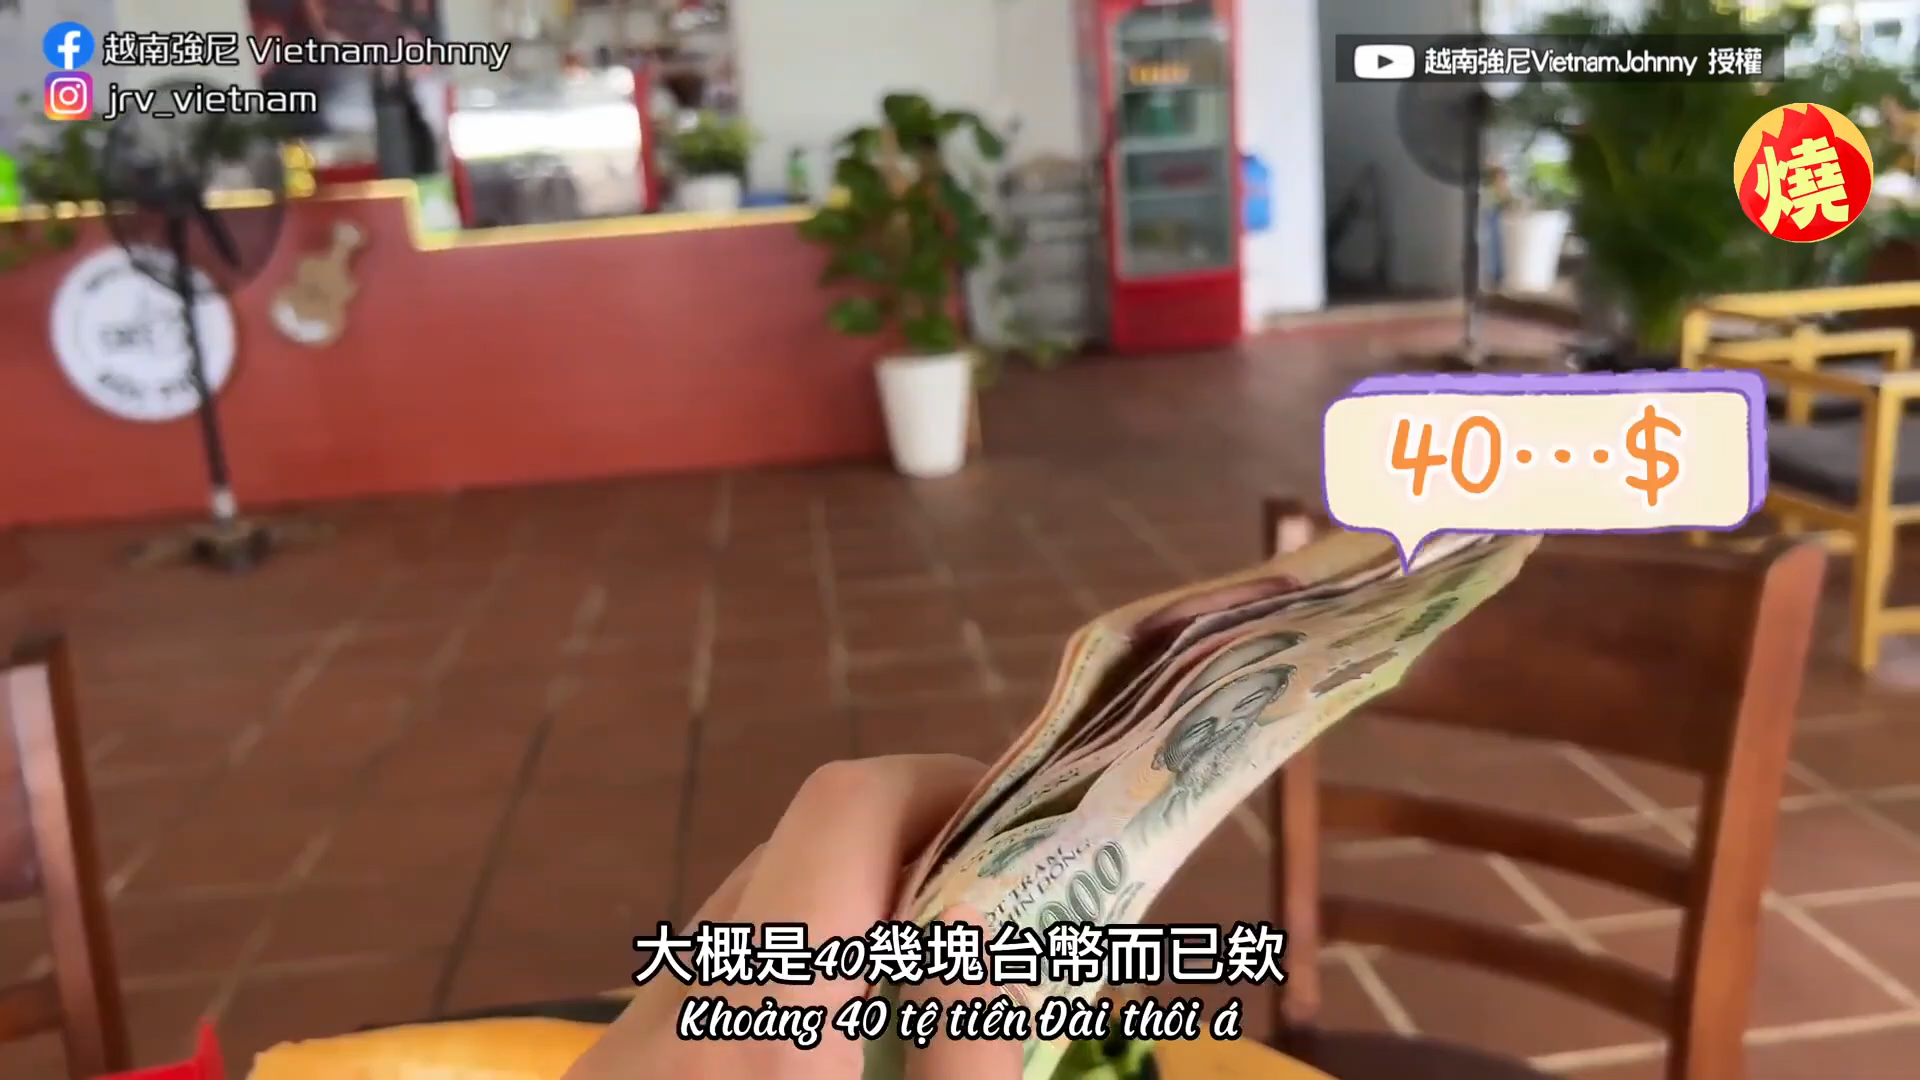 越南強尼 VietnamJohnny
jrv_vietnam
越南強尼VietnamJohnny 授權
燒
40···$
大概是40幾塊台幣而已欸
Khoảng 40 tệ tiền Đài thôi á